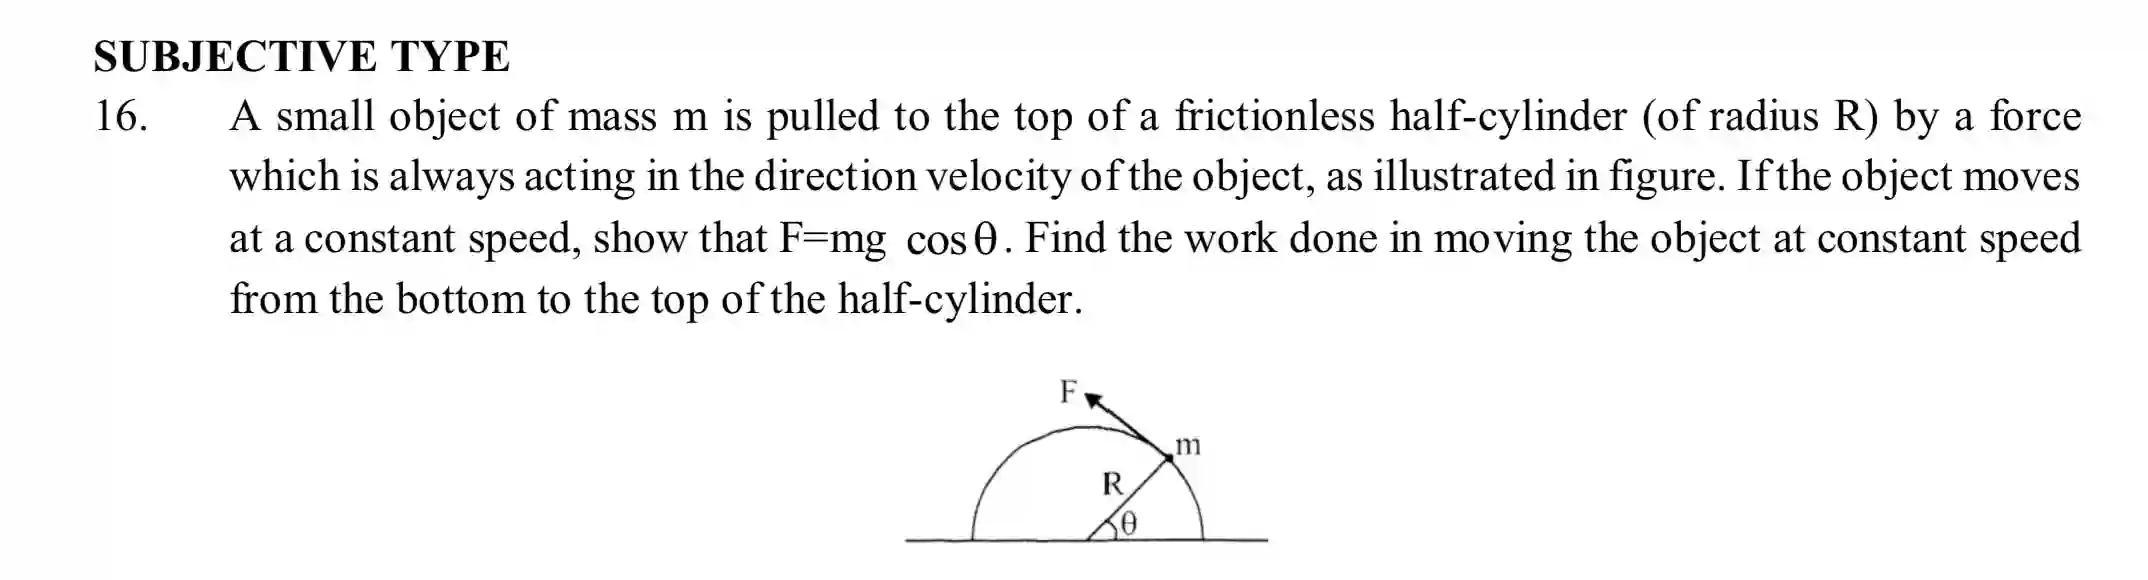 SUBJECTIVE TYPE
16. A small object of mass m is pulled to the top of a frictionless half-cylinder (of radius R) by a force
which is always acting in the direction velocity of the object, as illustrated in figure. If the object moves
at a constant speed, show that F=mg cosθ. Find the work done in moving the object at constant speed
from the bottom to the top of the half-cylinder.
F
m
R
θ